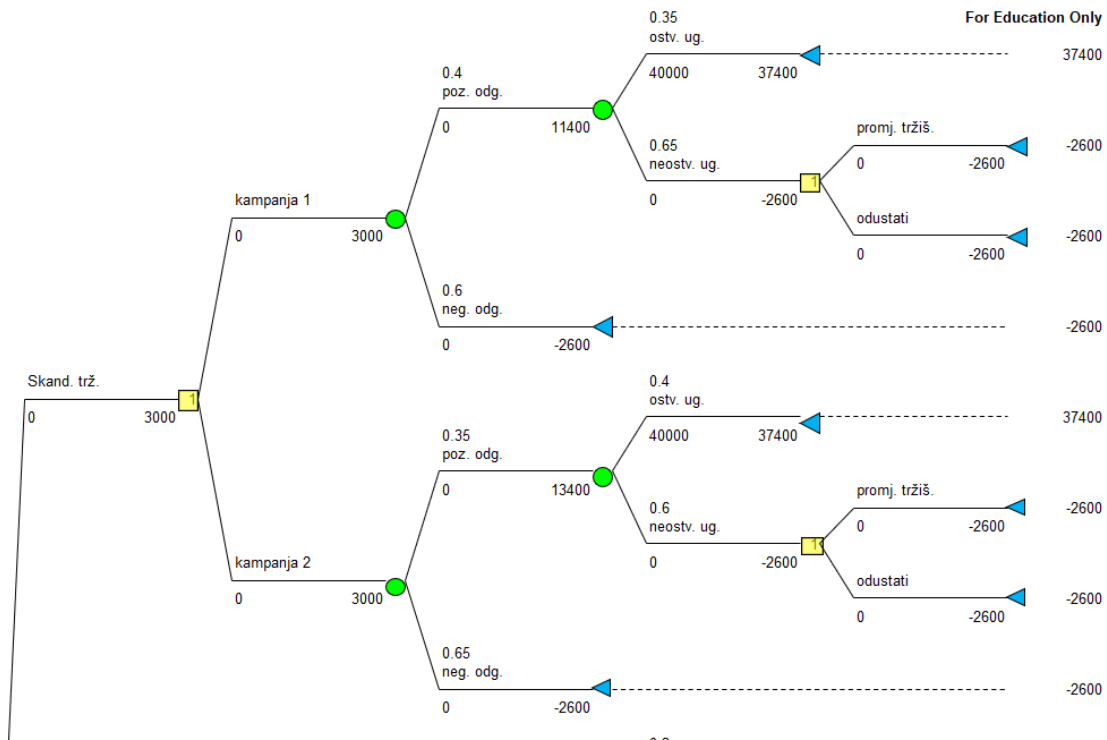 For Education Only
0.35
ostv. ug.
40000 37400
37400
0.4
poz. odg.
0 11400
promj. tržiš.
0 -2600
-2600
0.65
neostv. ug.
0 -2600
1
kampanja 1
0 3000
odustati
0 -2600
-2600
0.6
neg. odg.
0 -2600
-2600
Skand. trž.
0 3000
1
0.4
ostv. ug.
40000 37400
37400
0.35
poz. odg.
0 13400
promj. tržiš.
0 -2600
-2600
0.6
neostv. ug.
0 -2600
1
kampanja 2
0 3000
odustati
0 -2600
-2600
0.65
neg. odg.
0 -2600
-2600